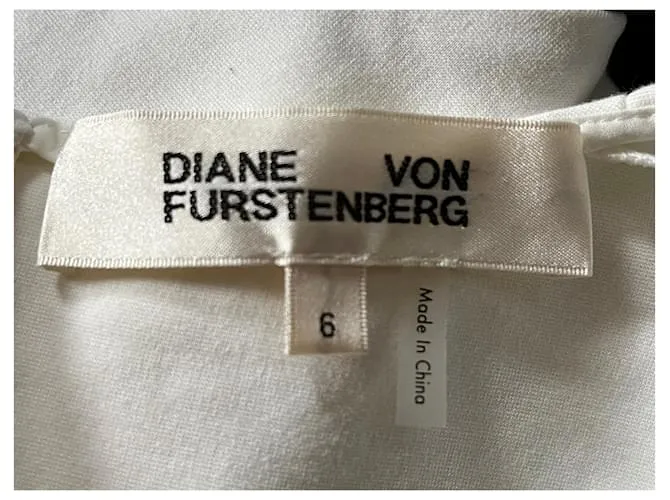 DIANE VON
FURSTENBERG
6
Made In China